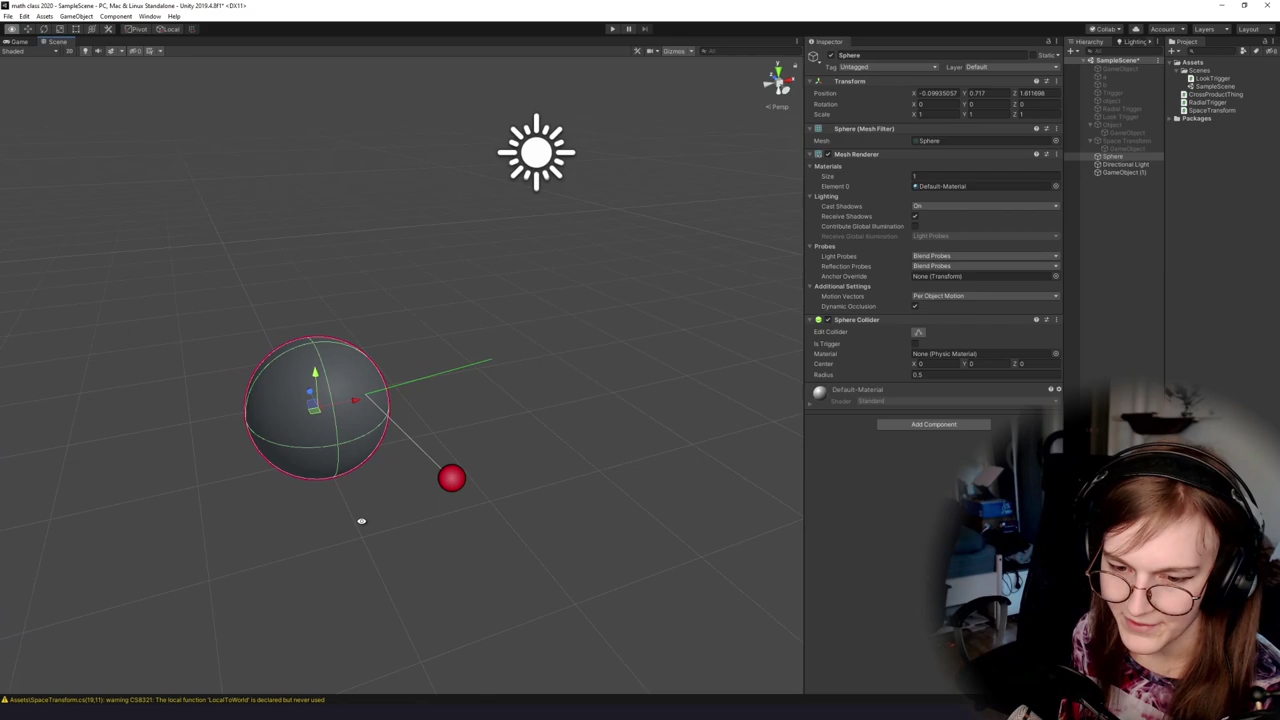 math class 2020 - SampleScene - PC, Mac & Linux Standalone - Unity 2019.4.8f1* <DX11>
File Edit Assets GameObject Component Window Help
Pivot Local
Collab Account Layers Layout
Game Scene
Shaded 2D Gizmos All
y
x
Persp
Inspector
Sphere Static
Tag Untagged Layer Default
Transform
Position X -0.09935057 Y 0.717 Z 1.611698
Rotation X 0 Y 0 Z 0
Scale X 1 Y 1 Z 1
Sphere (Mesh Filter)
Mesh Sphere
Mesh Renderer
Materials
Size 1
Element 0 Default-Material
Lighting
Cast Shadows On
Receive Shadows
Contribute Global Illumination
Receive Global Illumination Light Probes
Probes
Light Probes Blend Probes
Reflection Probes Blend Probes
Anchor Override None (Transform)
Additional Settings
Motion Vectors Per Object Motion
Dynamic Occlusion
Sphere Collider
Edit Collider
Is Trigger
Material None (Physic Material)
Center X 0 Y 0 Z 0
Radius 0.5
Default-Material
Shader Standard
Add Component
Hierarchy Lighting
SampleScene*
GameObject
a
b
Trigger
object
Radial Trigger
Look Trigger
Object
GameObject
Space Transform
GameObject
Sphere
Directional Light
GameObject (1)
Project
Assets
Scenes
LookTrigger
SampleScene
CrossProductThing
RadialTrigger
SpaceTransform
Packages
Assets\SpaceTransform.cs(19,11): warning CS8321: The local function 'LocalToWorld' is declared but never used